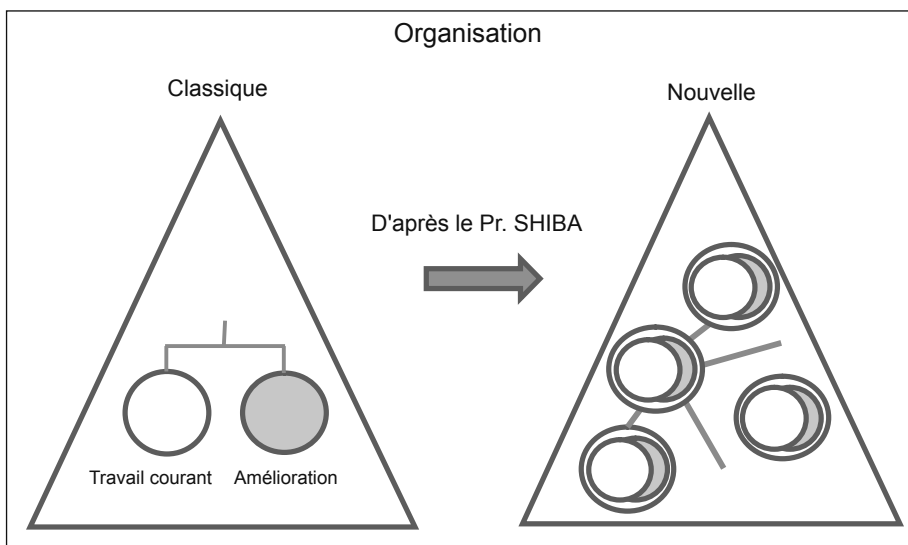 Organisation
Classique
Nouvelle
D'après le Pr. SHIBA
Travail courant
Amélioration